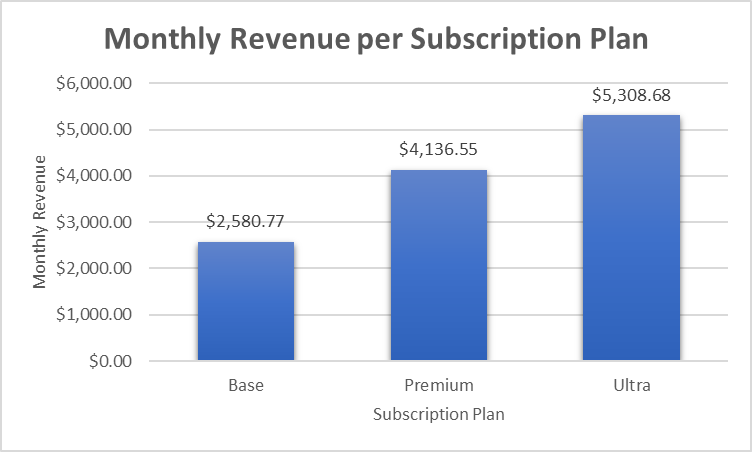 Monthly Revenue per Subscription Plan
Monthly Revenue
$6,000.00
$5,000.00
$4,000.00
$3,000.00
$2,000.00
$1,000.00
$0.00
$2,580.77
$4,136.55
$5,308.68
Base
Premium
Ultra
Subscription Plan